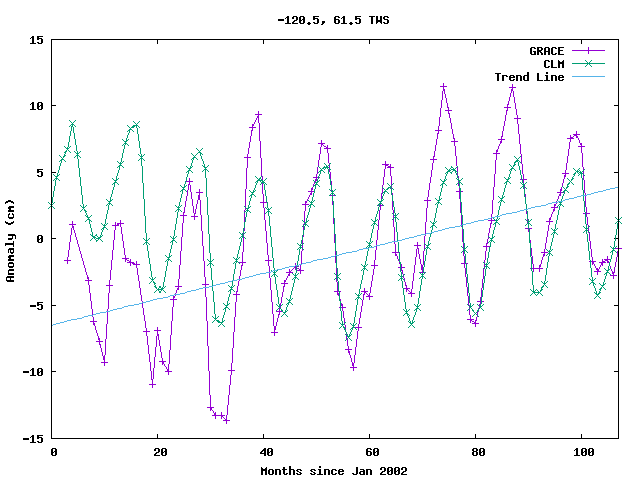 -120.5, 61.5 TWS
GRACE
CLM
Trend Line
15
10
5
0
-5
-10
-15
Anomaly (cm)
0 20 40 60 80 100
Months since Jan 2002